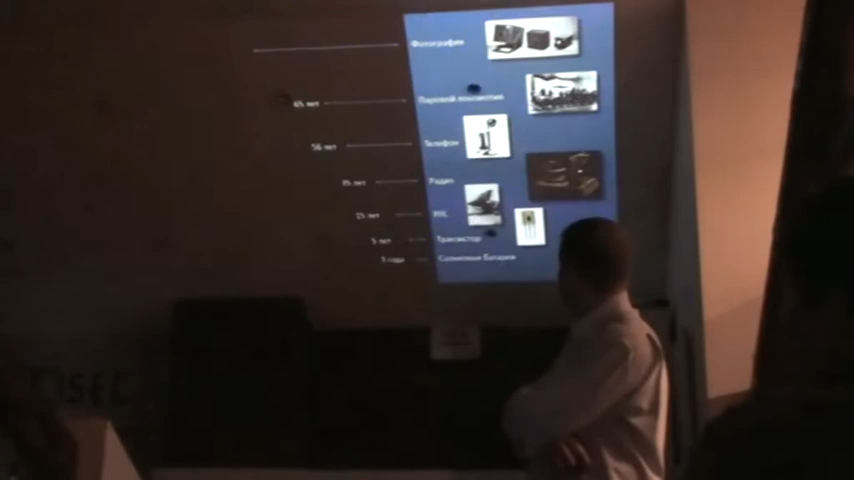 Фотография
65 лет Паровой локомотив
56 лет Телефон
35 лет Радио
15 лет РЛС
5 лет Транзистор
3 года Солнечные батареи